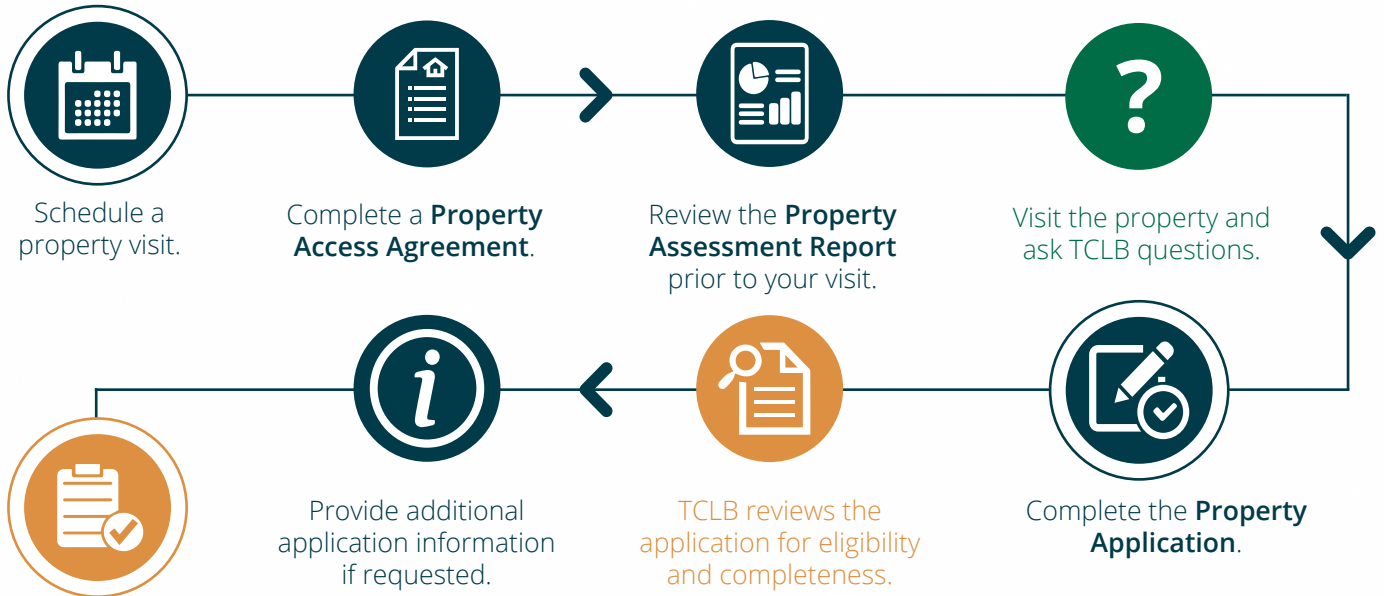 Schedule a
property visit.
Complete a Property
Access Agreement.
Review the Property
Assessment Report
prior to your visit.
?
Visit the property and
ask TCLB questions.
Complete the Property
Application.
TCLB reviews the
application for eligibility
and completeness.
i
Provide additional
application information
if requested.